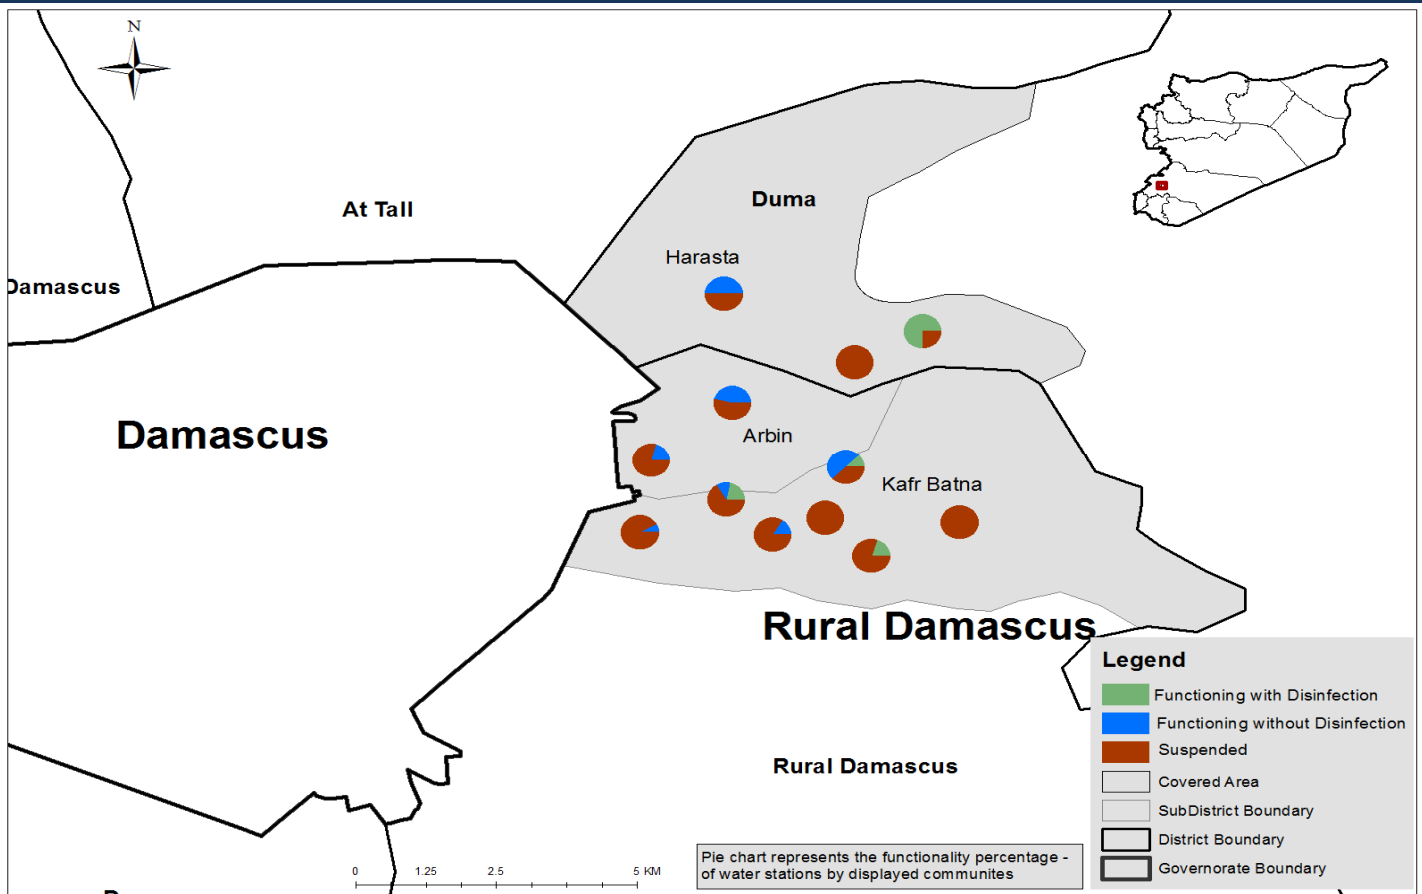 N
At Tall
Duma
Harasta
Damascus
Damascus
Arbin
Kafr Batna
Rural Damascus
Rural Damascus
Legend
Functioning with Disinfection
Functioning without Disinfection
Suspended
Covered Area
SubDistrict Boundary
District Boundary
Governorate Boundary
0 1.25 2.5 5 KM
Pie chart represents the functionality percentage -
of water stations by displayed communites